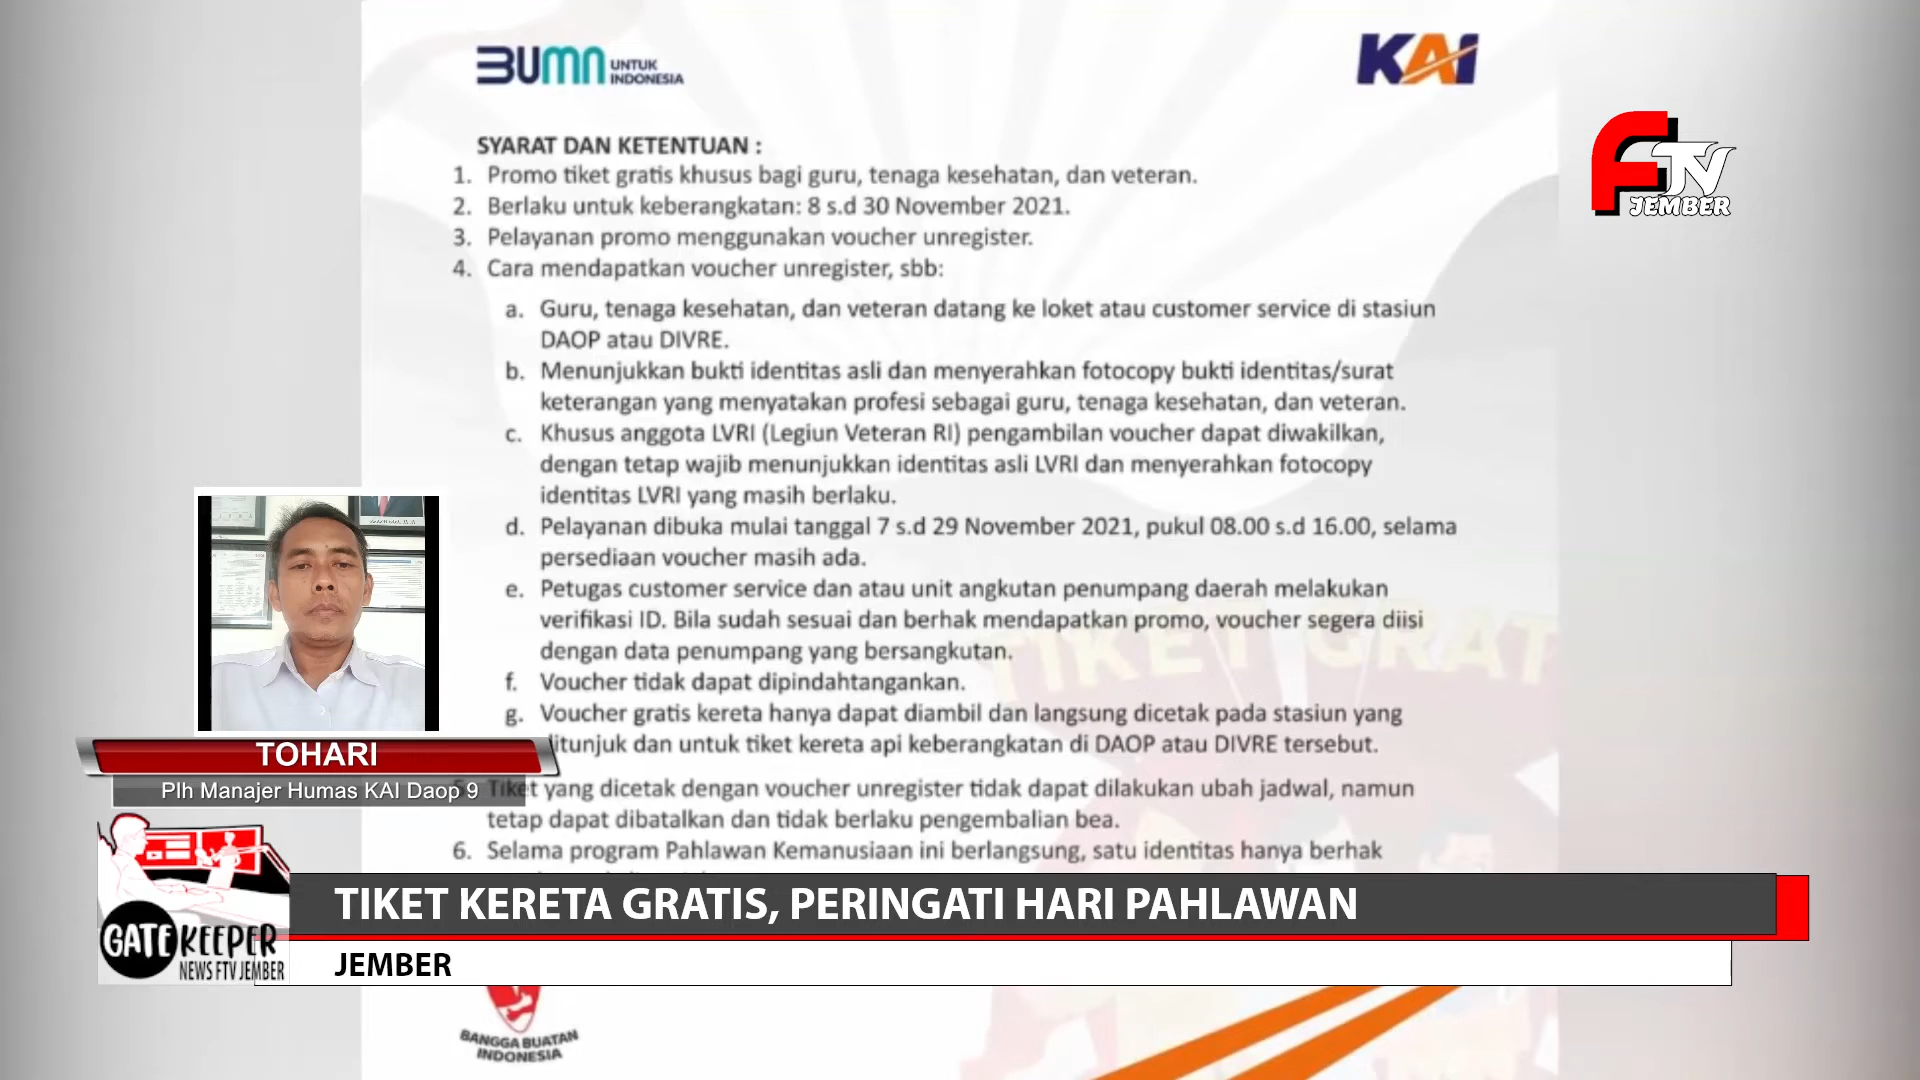 BUMN UNTUK INDONESIA
KAI
FTV JEMBER
SYARAT DAN KETENTUAN :
1. Promo tiket gratis khusus bagi guru, tenaga kesehatan, dan veteran.
2. Berlaku untuk keberangkatan: 8 s.d 30 November 2021.
3. Pelayanan promo menggunakan voucher unregister.
4. Cara mendapatkan voucher unregister, sbb:
a. Guru, tenaga kesehatan, dan veteran datang ke loket atau customer service di stasiun
DAOP atau DIVRE.
b. Menunjukkan bukti identitas asli dan menyerahkan fotocopy bukti identitas/surat
keterangan yang menyatakan profesi sebagai guru, tenaga kesehatan, dan veteran.
c. Khusus anggota LVRI (Legiun Veteran RI) pengambilan voucher dapat diwakilkan,
dengan tetap wajib menunjukkan identitas asli LVRI dan menyerahkan fotocopy
identitas LVRI yang masih berlaku.
d. Pelayanan dibuka mulai tanggal 7 s.d 29 November 2021, pukul 08.00 s.d 16.00, selama
persediaan voucher masih ada.
e. Petugas customer service dan atau unit angkutan penumpang daerah melakukan
verifikasi ID. Bila sudah sesuai dan berhak mendapatkan promo, voucher segera diisi
dengan data penumpang yang bersangkutan.
f. Voucher tidak dapat dipindahtangankan.
g. Voucher gratis kereta hanya dapat diambil dan langsung dicetak pada stasiun yang
itunjuk dan untuk tiket kereta api keberangkatan di DAOP atau DIVRE tersebut.
5. Tiket yang dicetak dengan voucher unregister tidak dapat dilakukan ubah jadwal, namun
tetap dapat dibatalkan dan tidak berlaku pengembalian bea.
6. Selama program Pahlawan Kemanusiaan ini berlangsung, satu identitas hanya berhak
TIKET GRAT
TOHARI
Plh Manajer Humas KAI Daop 9
GATEKEEPER
NEWS FTV JEMBER
TIKET KERETA GRATIS, PERINGATI HARI PAHLAWAN
JEMBER
BANGGA BUATAN
INDONESIA